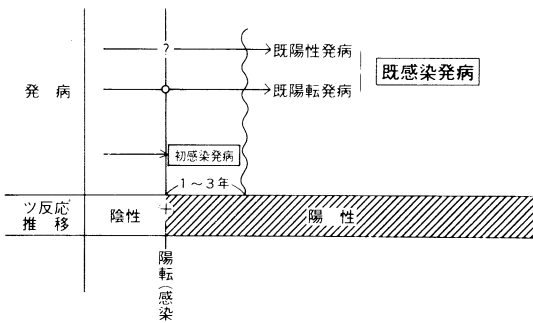 ?
発病
既陽性発病
既陽転発病
既感染発病
初感染発病
1〜3年
ツ反応
推移
陰性
+
陽性
陽転(感染